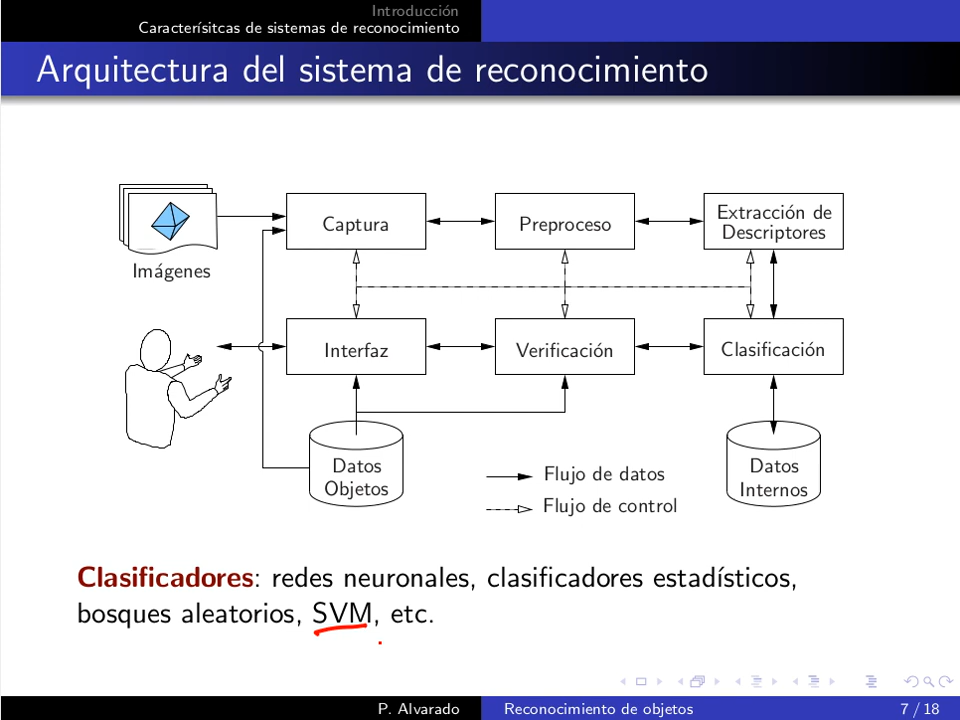 Introducción
Caracterísitcas de sistemas de reconocimiento
Arquitectura del sistema de reconocimiento
Imágenes
Captura
Preproceso
Extracción de
Descriptores
Interfaz
Verificación
Clasificación
Datos
Objetos
Datos
Internos
Flujo de datos
Flujo de control
Clasificadores: redes neuronales, clasificadores estadísticos,
bosques aleatorios, SVM, etc.
P. Alvarado
Reconocimiento de objetos
7 / 18